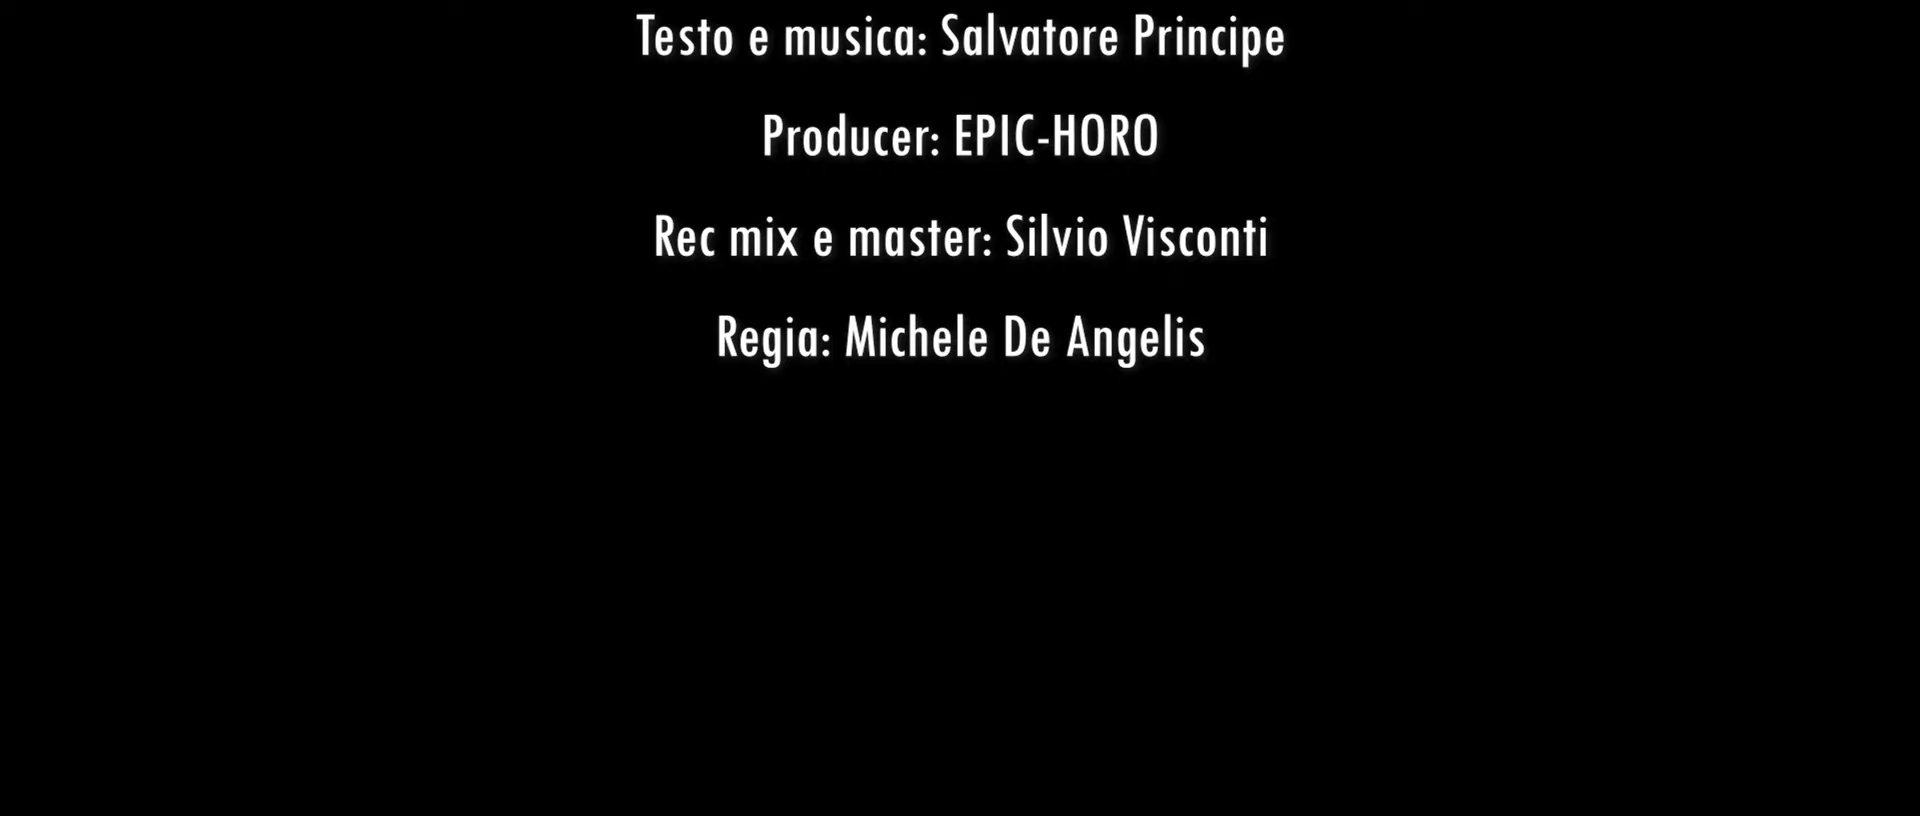 Testo e musica: Salvatore Principe
Producer: EPIC-HORO
Rec mix e master: Silvio Visconti
Regia: Michele De Angelis